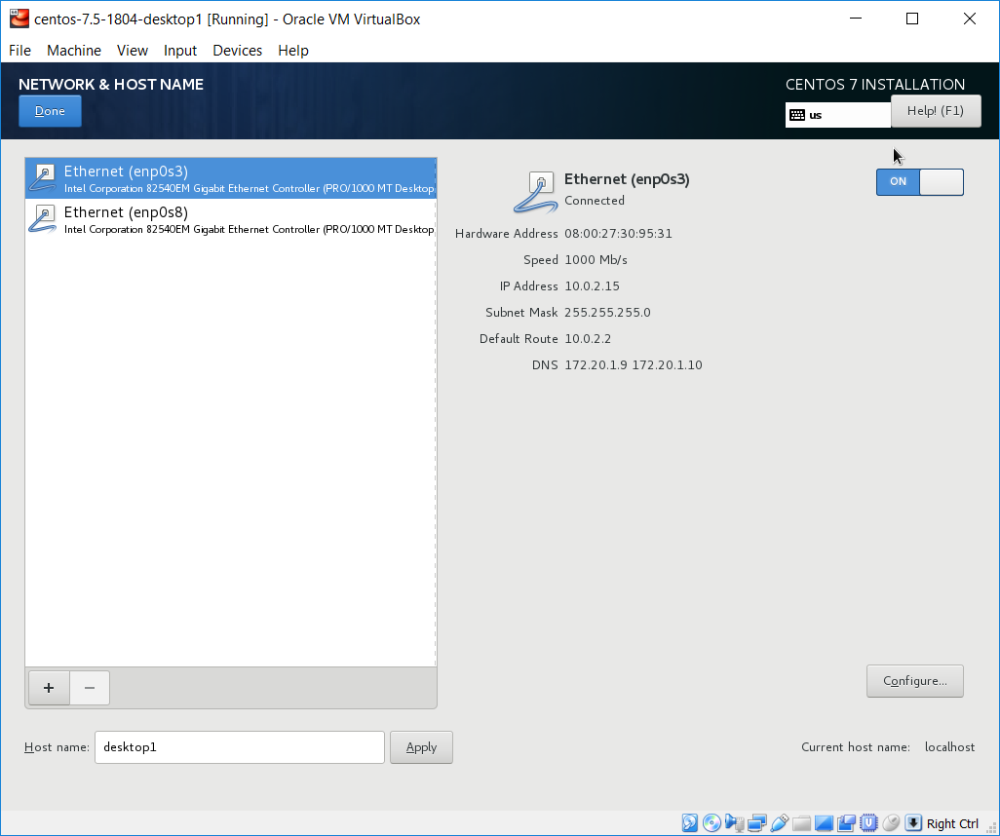 centos-7.5-1804-desktop1 [Running] - Oracle VM VirtualBox
File Machine View Input Devices Help
NETWORK & HOST NAME
CENTOS 7 INSTALLATION
Done
us
Help! (F1)
Ethernet (enp0s3)
Intel Corporation 82540EM Gigabit Ethernet Controller (PRO/1000 MT Desktop
Ethernet (enp0s8)
Intel Corporation 82540EM Gigabit Ethernet Controller (PRO/1000 MT Desktop
Ethernet (enp0s3)
Connected
ON
Hardware Address 08:00:27:30:95:31
Speed 1000 Mb/s
IP Address 10.0.2.15
Subnet Mask 255.255.255.0
Default Route 10.0.2.2
DNS 172.20.1.9 172.20.1.10
+ −
Configure...
Host name: desktop1 Apply
Current host name: localhost
Right Ctrl